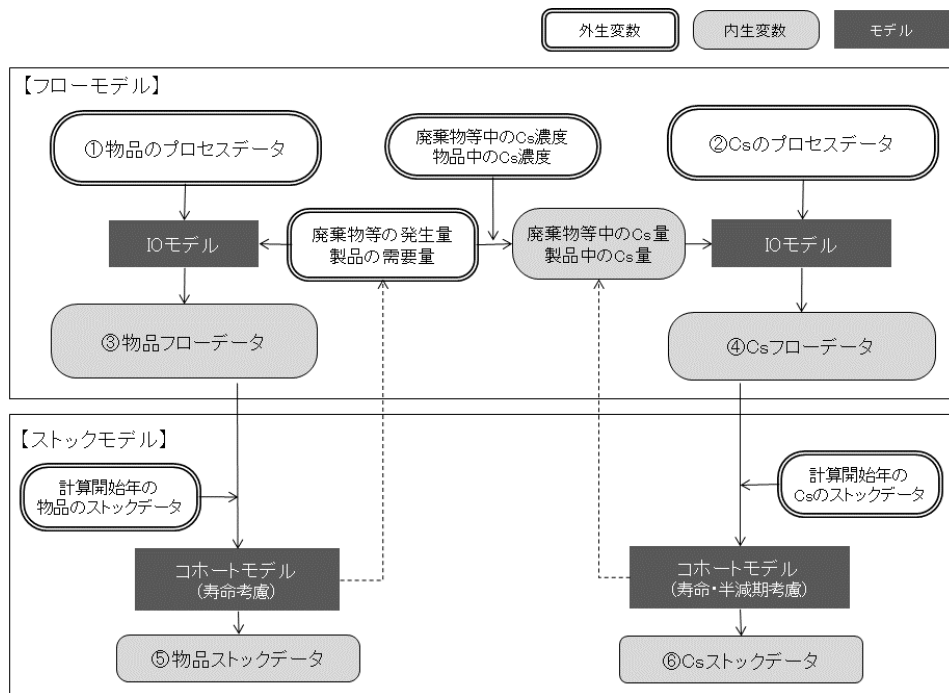 外生変数
内生変数
モデル
【フローモデル】
①物品のプロセスデータ
廃棄物等中のCs濃度
物品中のCs濃度
②Csのプロセスデータ
IOモデル
廃棄物等の発生量
製品の需要量
廃棄物等中のCs量
製品中のCs量
IOモデル
③物品フローデータ
④Csフローデータ
【ストックモデル】
計算開始年の
物品のストックデータ
計算開始年の
Csのストックデータ
コホートモデル
(寿命考慮)
コホートモデル
(寿命・半減期考慮)
⑤物品ストックデータ
⑥Csストックデータ